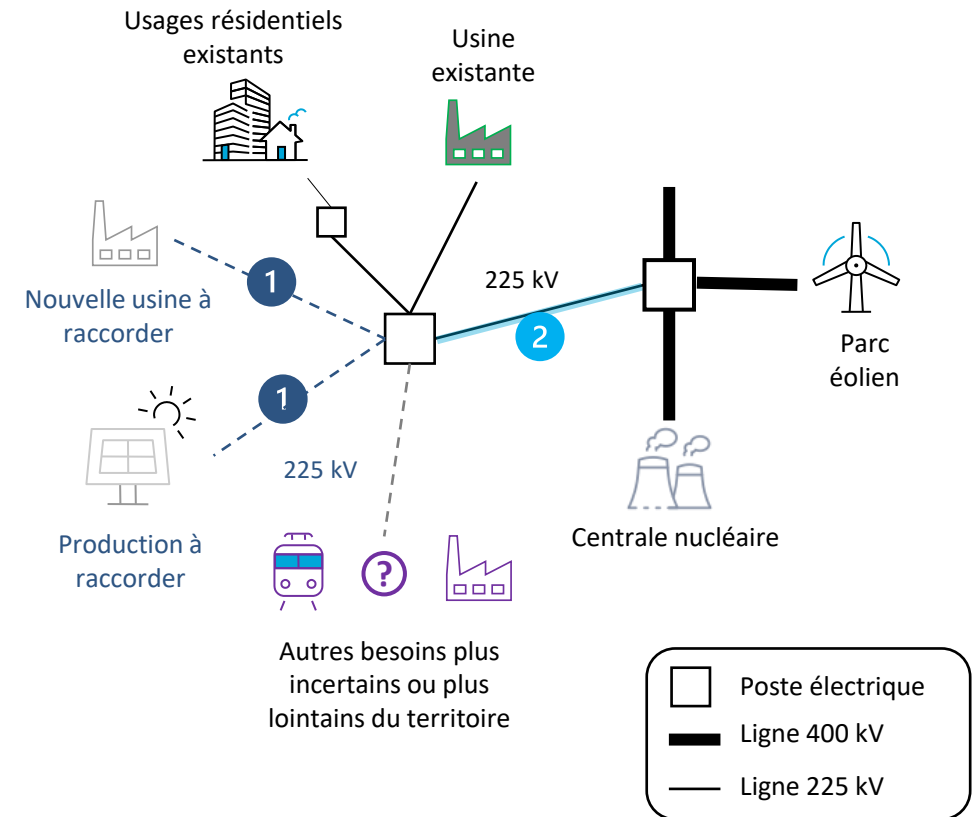 Usages résidentiels
existants
Usine
existante
1
Nouvelle usine à
raccorder
225 kV
2
Parc
éolien
1
225 kV
Production à
raccorder
Centrale nucléaire
?
Autres besoins plus
incertains ou plus
lointains du territoire
Poste électrique
Ligne 400 kV
Ligne 225 kV